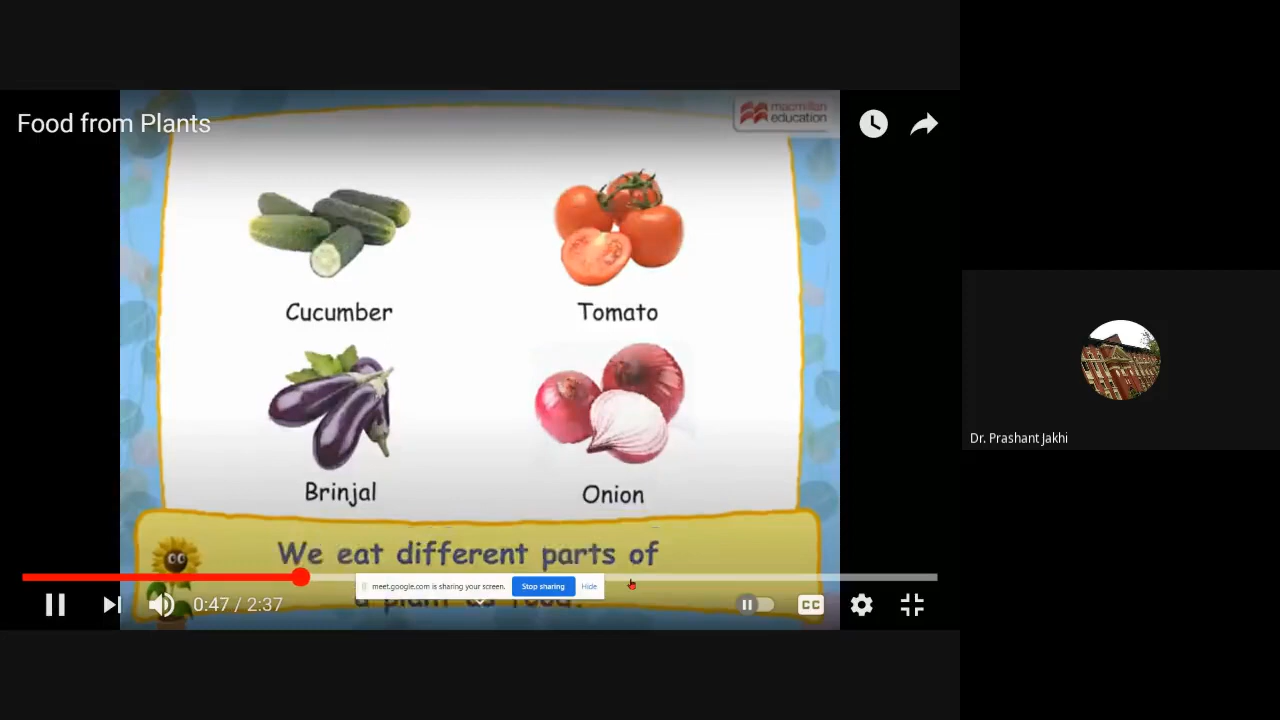 Food from Plants
macmillan
education
Cucumber
Tomato
Brinjal
Onion
We eat different parts of
a plant as food.
meet.google.com is sharing your screen.
Stop sharing
Hide
0:47 / 2:37
CC
Dr. Prashant Jakhi